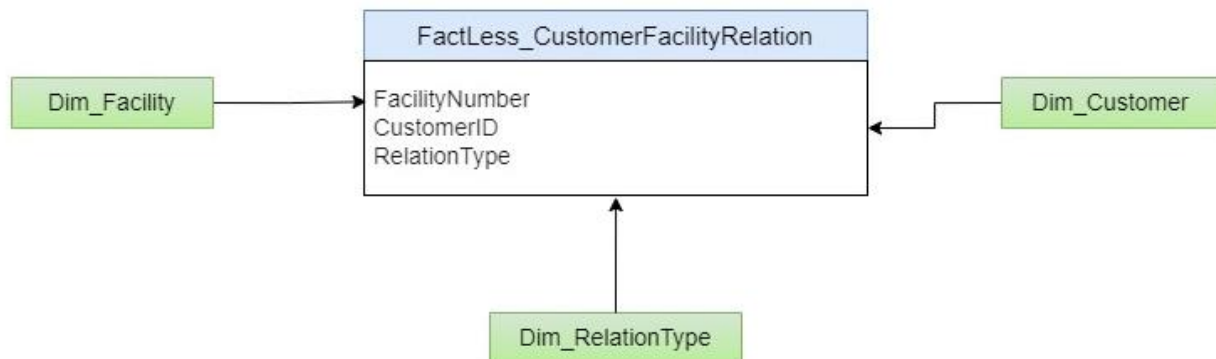 FactLess_CustomerFacilityRelation
Dim_Facility
FacilityNumber
CustomerID
RelationType
Dim_Customer
Dim_RelationType